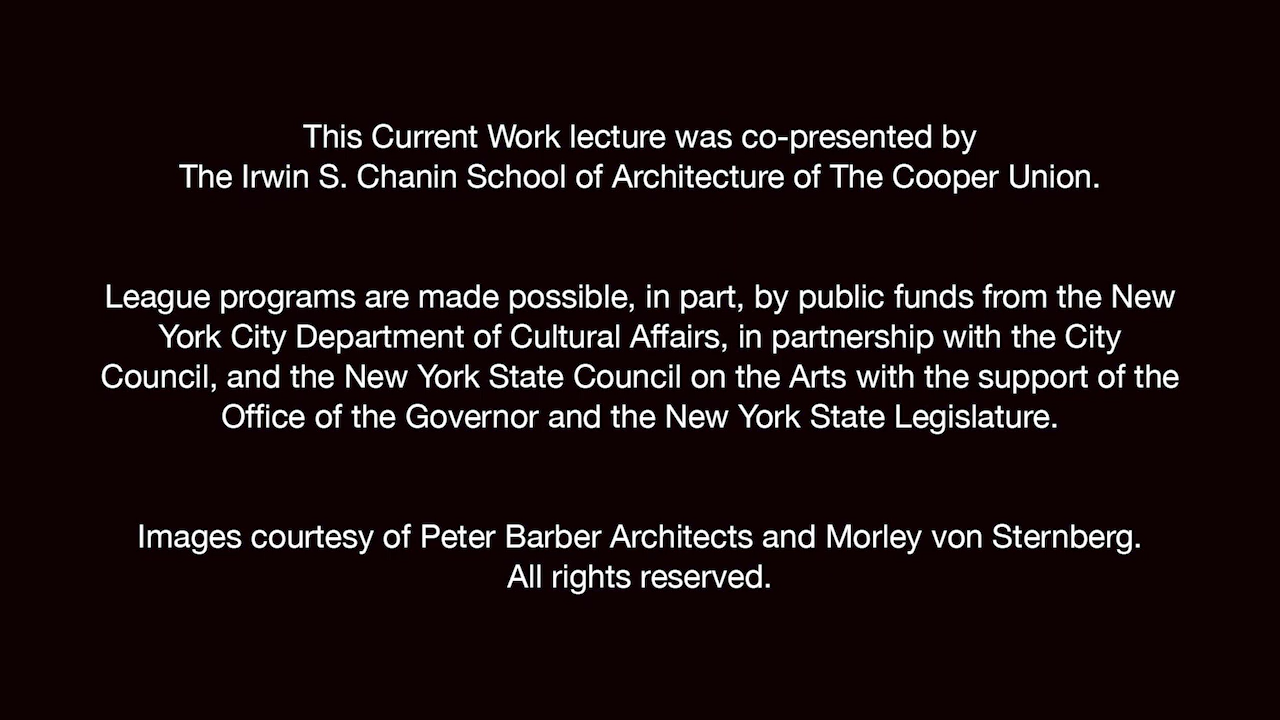 This Current Work lecture was co-presented by
The Irwin S. Chanin School of Architecture of The Cooper Union.
League programs are made possible, in part, by public funds from the New
York City Department of Cultural Affairs, in partnership with the City
Council, and the New York State Council on the Arts with the support of the
Office of the Governor and the New York State Legislature.
Images courtesy of Peter Barber Architects and Morley von Sternberg.
All rights reserved.